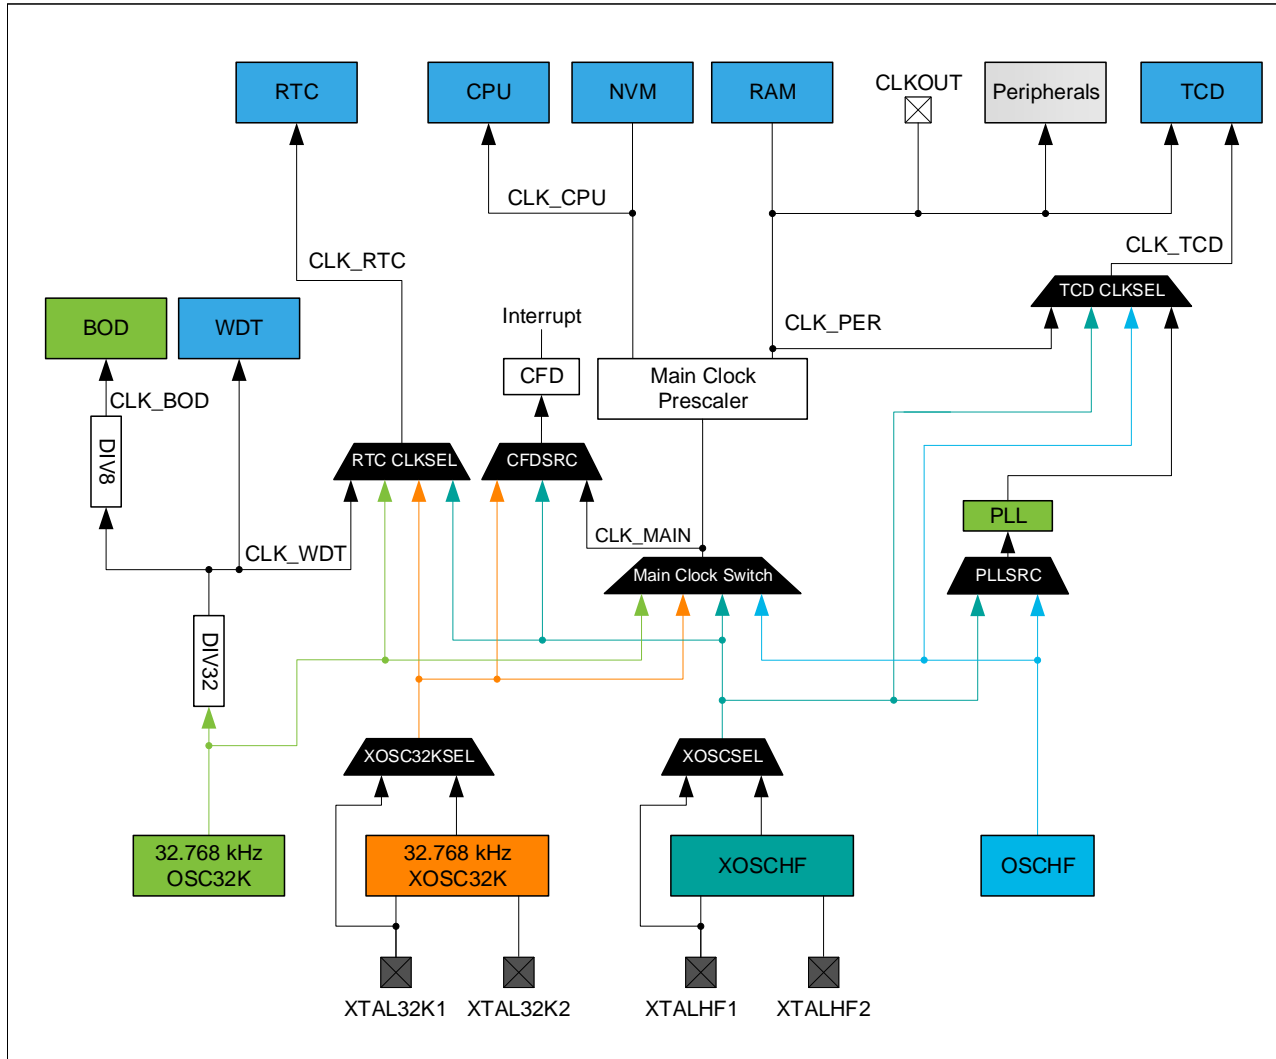 RTC
CPU
NVM
RAM
CLKOUT
Peripherals
TCD
CLK_CPU
CLK_TCD
CLK_RTC
TCD CLKSEL
BOD
WDT
Interrupt
CLK_PER
CFD
Main Clock
Prescaler
CLK_BOD
DIV8
RTC CLKSEL
CFDSRC
PLL
CLK_WDT
CLK_MAIN
Main Clock Switch
PLLSRC
DIV32
XOSC32KSEL
XOSCSEL
32.768 kHz
OSC32K
32.768 kHz
XOSC32K
XOSCHF
OSCHF
XTAL32K1
XTAL32K2
XTALHF1
XTALHF2